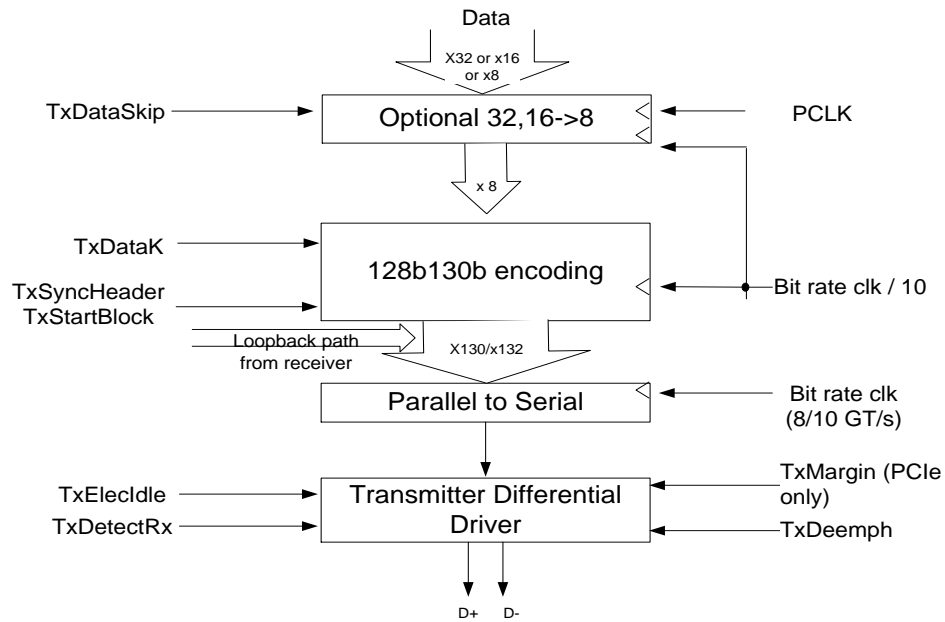 Data
X32 or x16
or x8
TxDataSkip
Optional 32,16->8
PCLK
x 8
TxDataK
128b130b encoding
TxSyncHeader
TxStartBlock
Bit rate clk / 10
Loopback path
from receiver
X130/x132
Parallel to Serial
Bit rate clk
(8/10 GT/s)
TxElecIdle
TxDetectRx
Transmitter Differential
Driver
TxMargin (PCIe
only)
TxDeemph
D+ D-